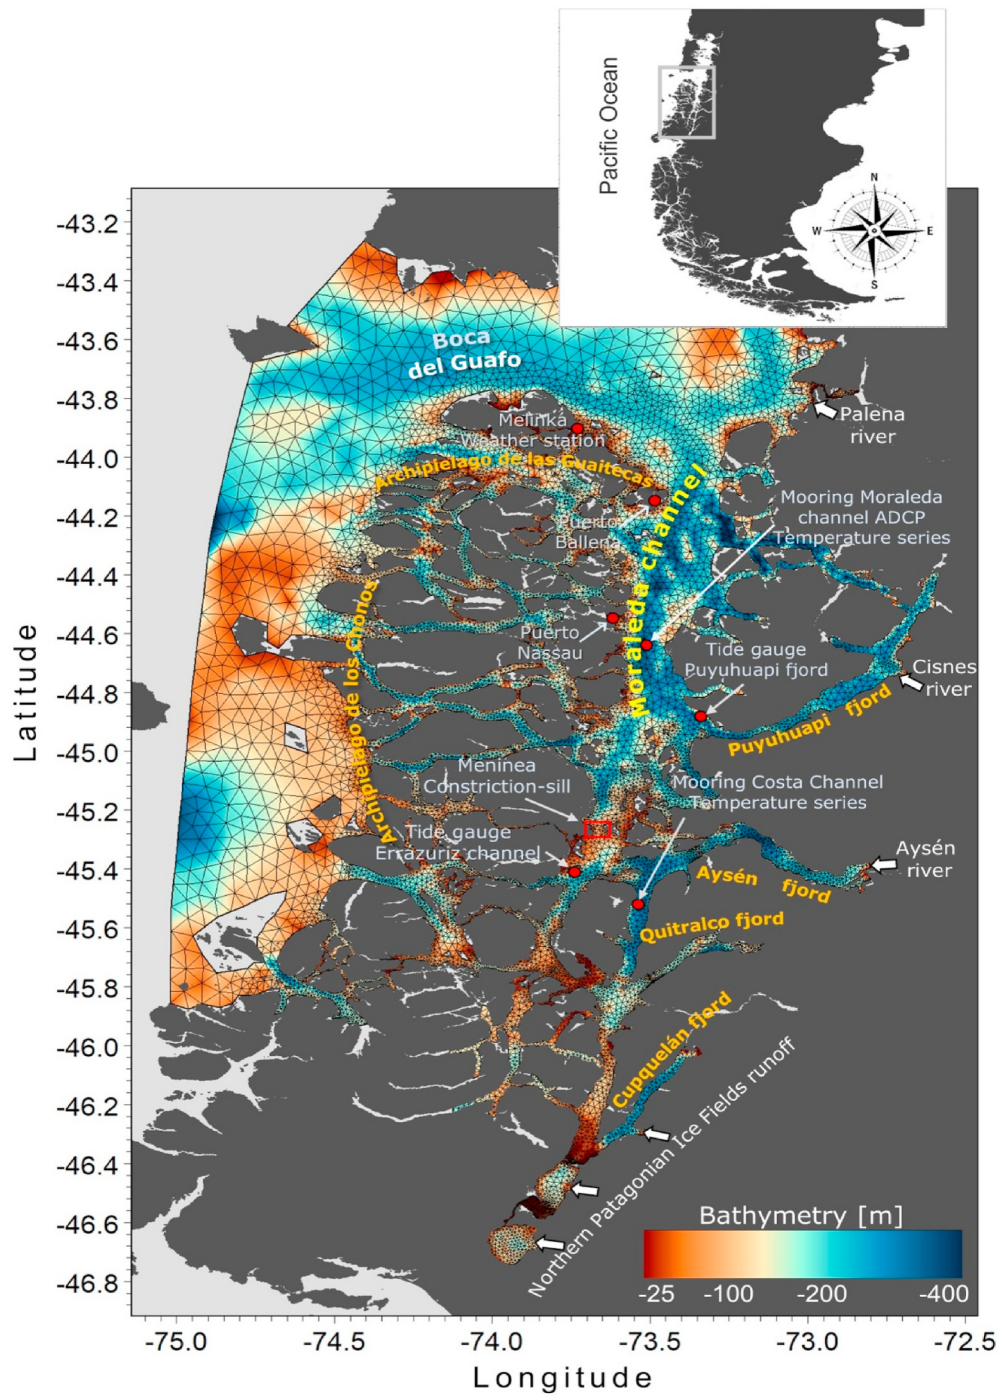 Pacific Ocean
N
W
E
S
-43.2
-43.4
-43.6
-43.8
-44.0
-44.2
-44.4
-44.6
-44.8
-45.0
-45.2
-45.4
-45.6
-45.8
-46.0
-46.2
-46.4
-46.6
-46.8
Latitude
Boca
del Guafo
Palena
river
Melinka
Weather station
Archipielago de las Guaitecas
Mooring Moraleda
channel ADCP
Temperature series
Puerto
Ballena
Moraleda channel
Puerto
Nassau
Tide gauge
Puyuhuapi fjord
Cisnes
river
Archipielago de los Chonos
Puyuhuapi fjord
Meninea
Constriction-sill
Mooring Costa Channel
Temperature series
Tide gauge
Errazuriz channel
Aysén
river
Aysén fjord
Quitralco fjord
Cupquelán fjord
Northern Patagonian Ice Fields runoff
Bathymetry [m]
-25
-100
-200
-400
-75.0
-74.5
-74.0
-73.5
-73.0
-72.5
Longitude